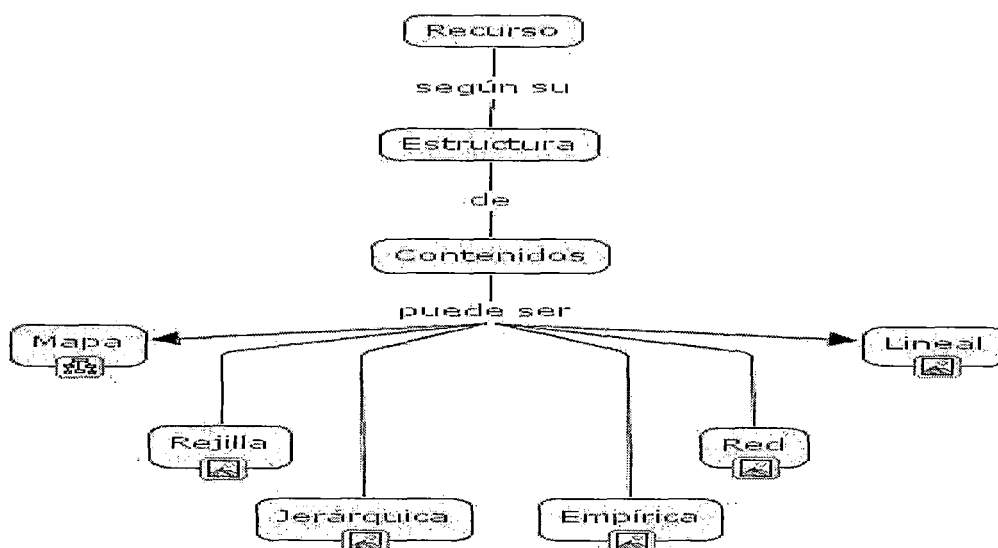 Recurso
según su
Estructura
de
Contenidos
puede ser
Mapa
Lineal
Rejilla
Red
Jerárquica
Empírica